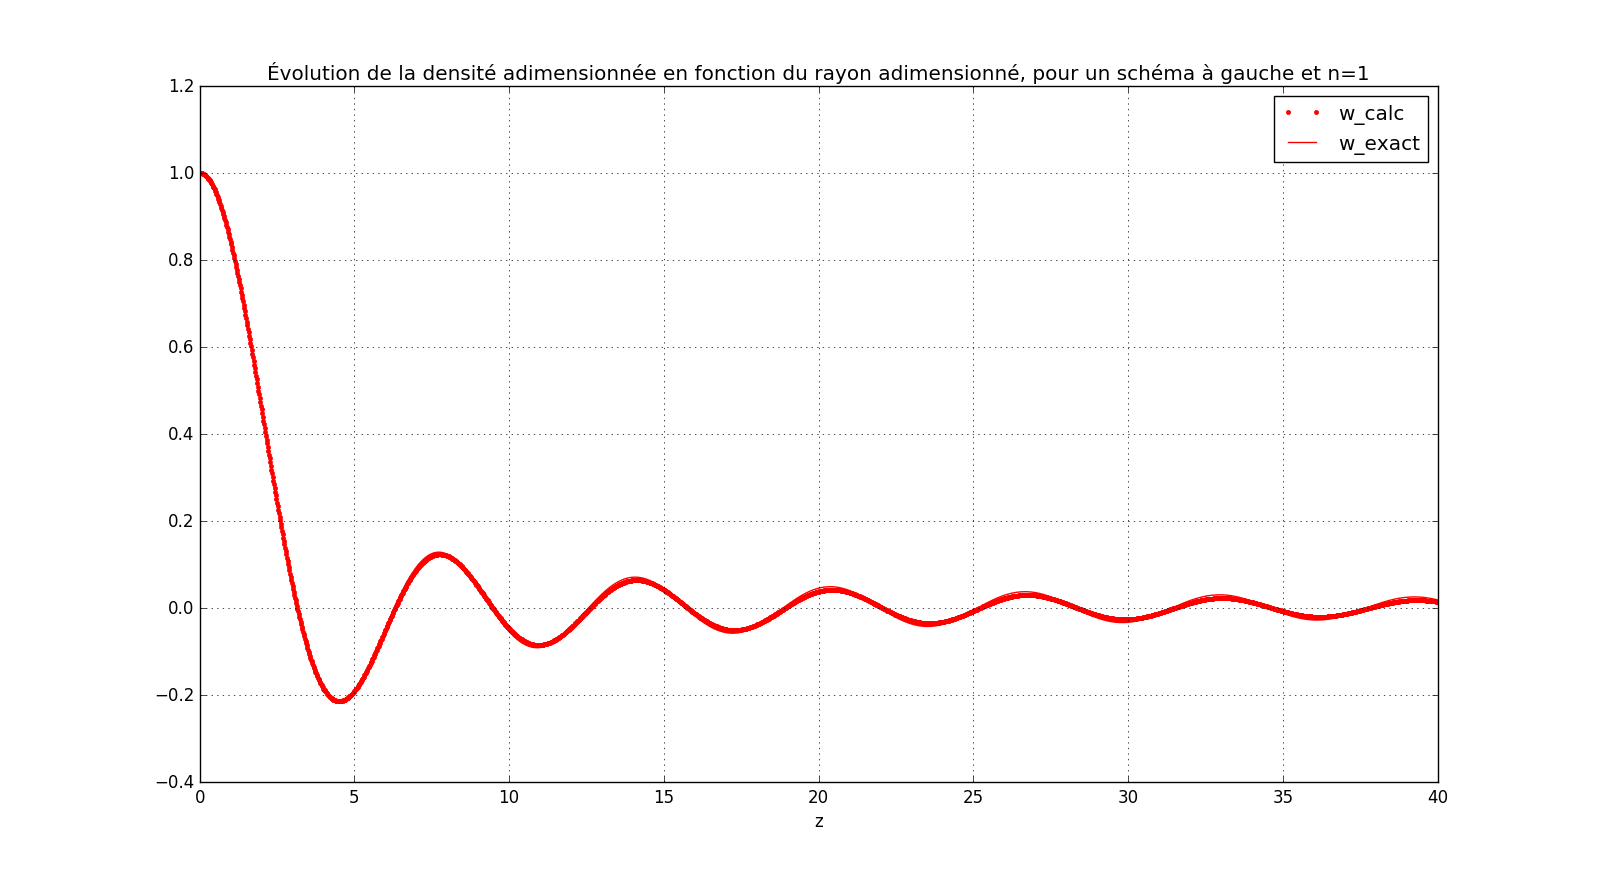 Évolution de la densité adimensionnée en fonction du rayon adimensionné, pour un schéma à gauche et n=1
1.2
w_calc
w_exact
1.0
0.8
0.6
0.4
0.2
0.0
−0.2
−0.4
0 5 10 15 20 25 30 35 40
z